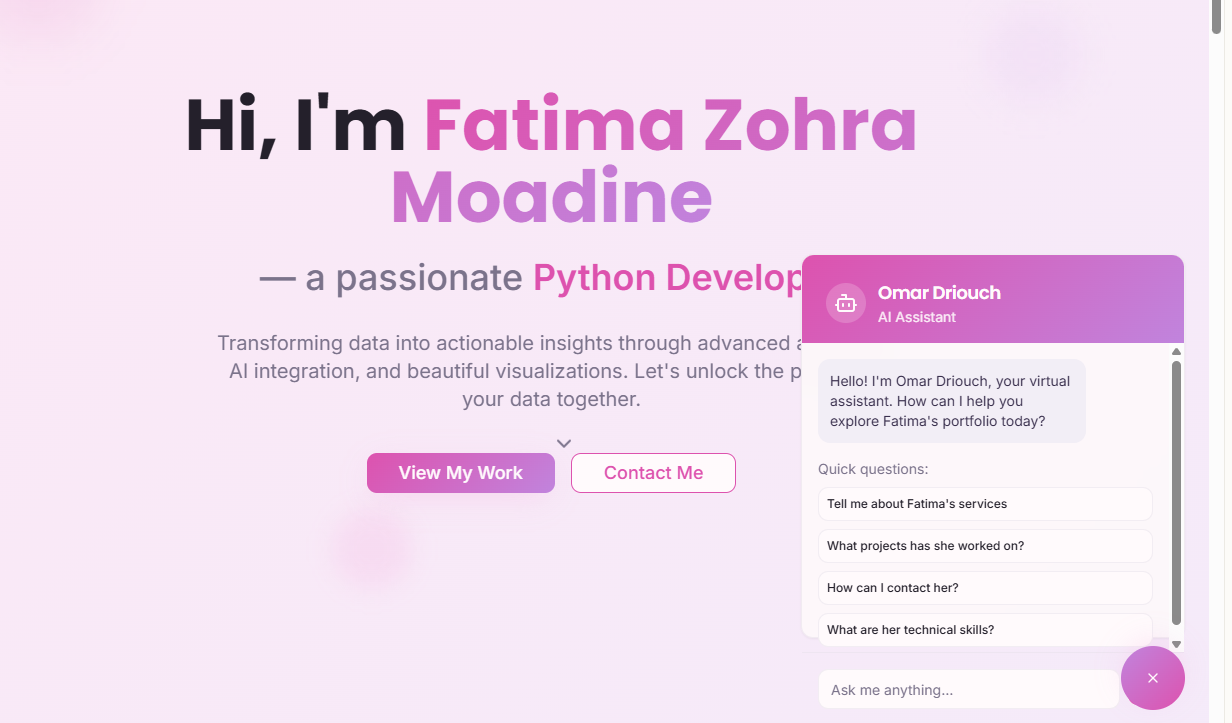 Hi, I'm Fatima Zohra
Moadine
— a passionate Python Develop
Transforming data into actionable insights through advanced
AI integration, and beautiful visualizations. Let's unlock the
your data together.
View My Work
Contact Me
Omar Driouch
AI Assistant
Hello! I'm Omar Driouch, your virtual
assistant. How can I help you
explore Fatima's portfolio today?
Quick questions:
Tell me about Fatima's services
What projects has she worked on?
How can I contact her?
What are her technical skills?
Ask me anything...